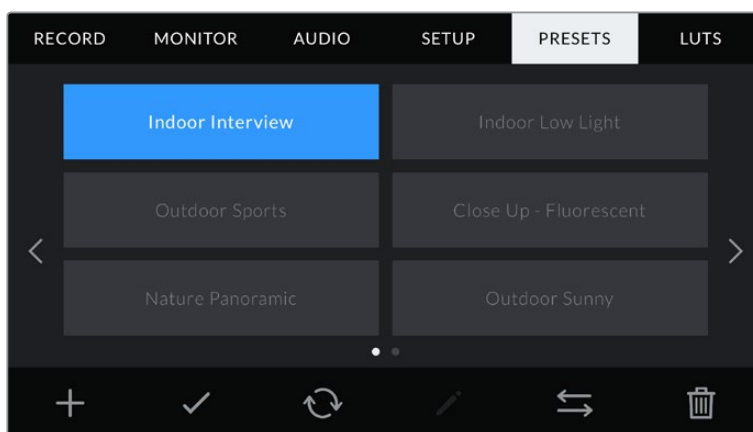 RECORD MONITOR AUDIO SETUP PRESETS LUTS
Indoor Interview Indoor Low Light
Outdoor Sports Close Up - Fluorescent
Nature Panoramic Outdoor Sunny